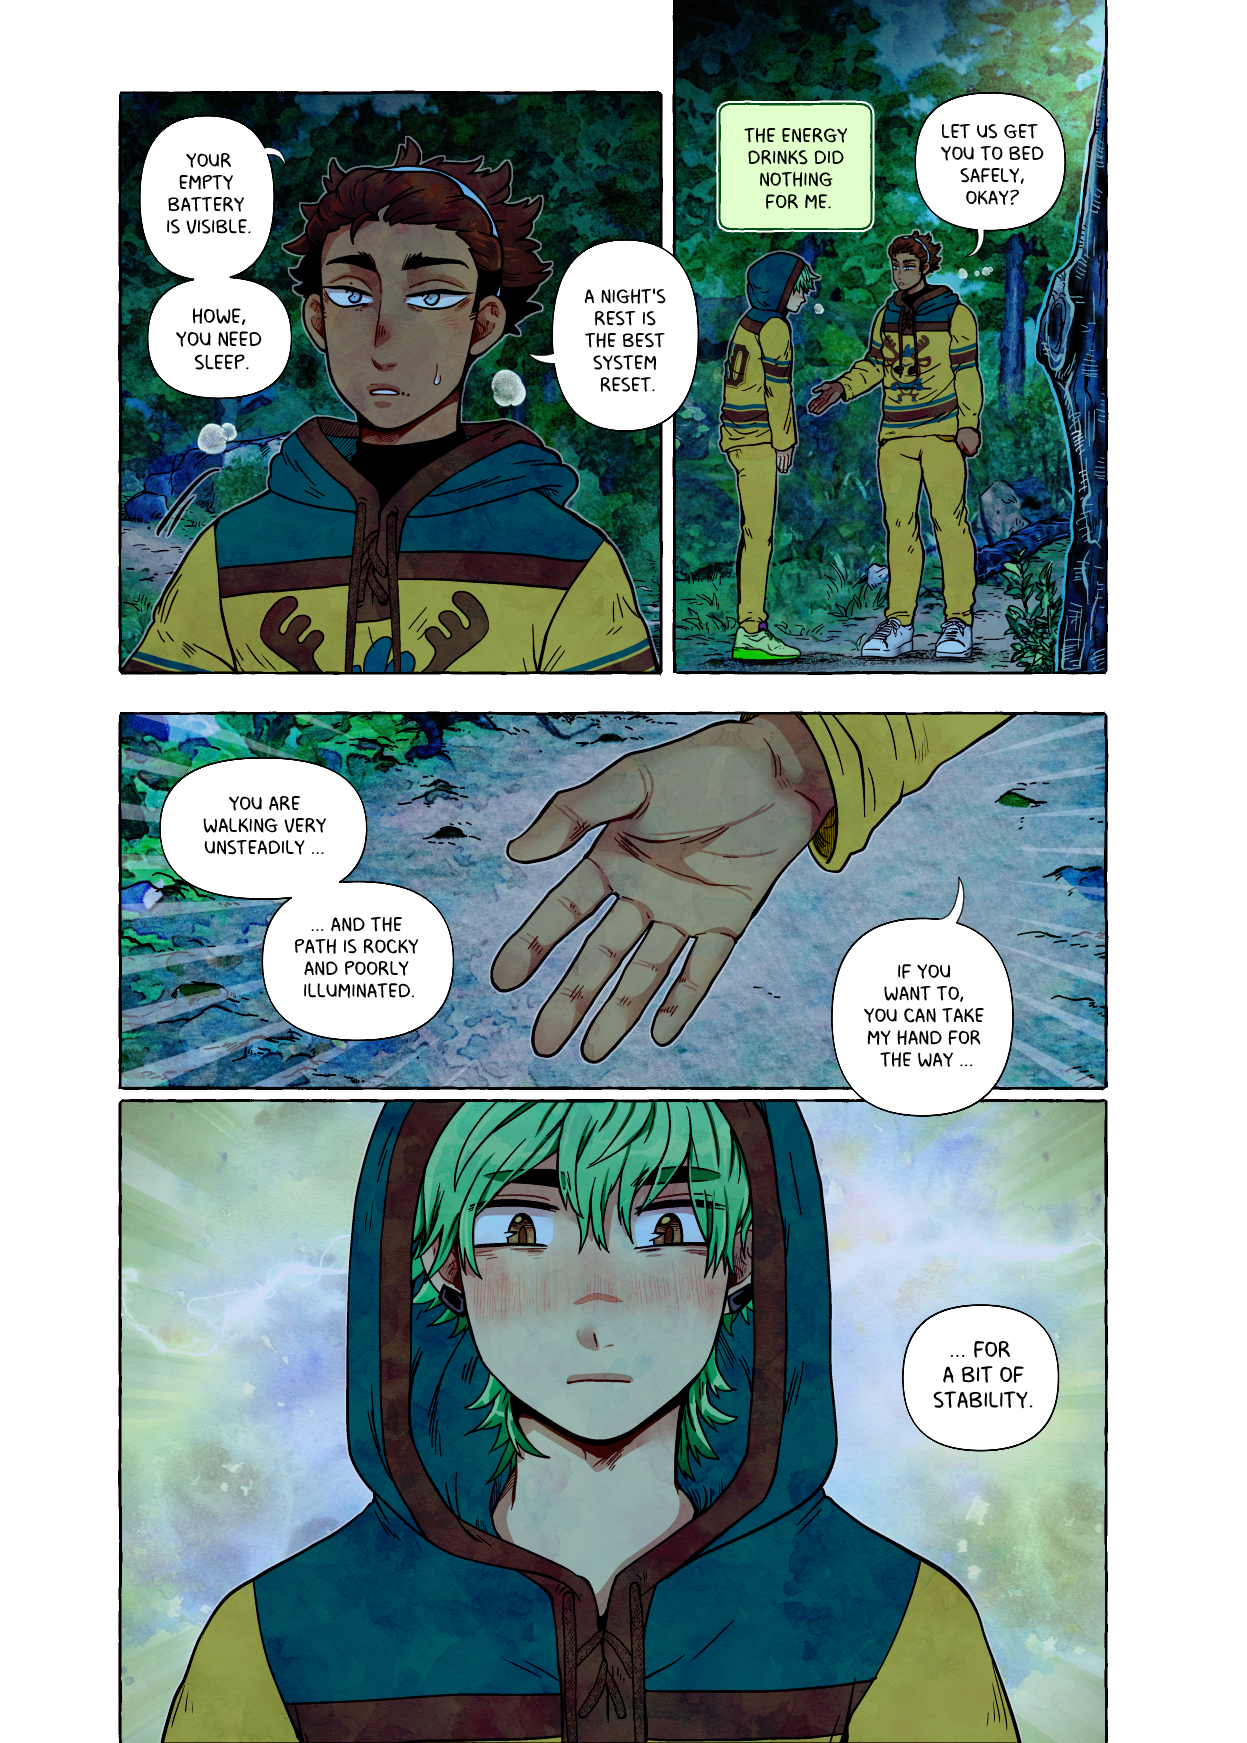 YOUR
EMPTY
BATTERY
IS VISIBLE.
HOWE,
YOU NEED
SLEEP.
A NIGHT'S
REST IS
THE BEST
SYSTEM
RESET.
THE ENERGY
DRINKS DID
NOTHING
FOR ME.
LET US GET
YOU TO BED
SAFELY,
OKAY?
YOU ARE
WALKING VERY
UNSTEADILY ...
... AND THE
PATH IS ROCKY
AND POORLY
ILLUMINATED.
IF YOU
WANT TO,
YOU CAN TAKE
MY HAND FOR
THE WAY ...
... FOR
A BIT OF
STABILITY.